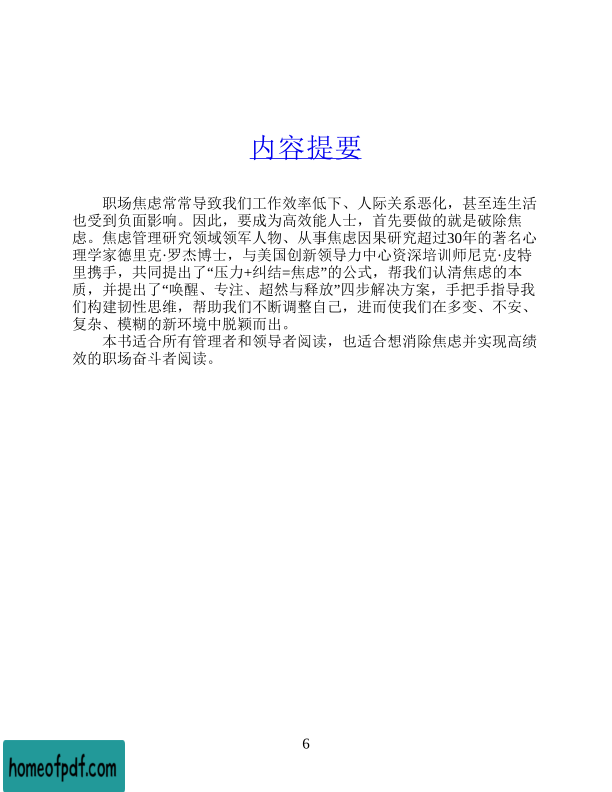 内容提要
职场焦虑常常导致我们工作效率低下、人际关系恶化，甚至连生活
也受到负面影响。因此，要成为高效能人士，首先要做的就是破除焦
虑。焦虑管理研究领域领军人物、从事焦虑因果研究超过30年的著名心
理学家德里克·罗杰博士，与美国创新领导力中心资深培训师尼克·皮特
里携手，共同提出了“压力+纠结=焦虑”的公式，帮我们认清焦虑的本
质，并提出了“唤醒、专注、超然与释放”四步解决方案，手把手指导我
们构建韧性思维，帮助我们不断调整自己，进而使我们在多变、不安、
复杂、模糊的新环境中脱颖而出。
本书适合所有管理者和领导者阅读，也适合想消除焦虑并实现高绩
效的职场奋斗者阅读。
6
homeofpdf.com